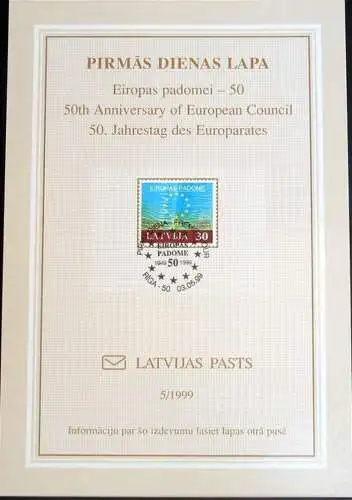 PIRMĀS DIENAS LAPA
Eiropas padomei – 50
50th Anniversary of European Council
50. Jahrestag des Europarates
EIROPAS PADOME
LATVIJA 30
EIROPAS
PADOME
1949 50 1999
RĪGA - 50 03.05.99
LATVIJAS PASTS
5/1999
Informāciju par šo izdevumu lasiet lapas otrā pusē